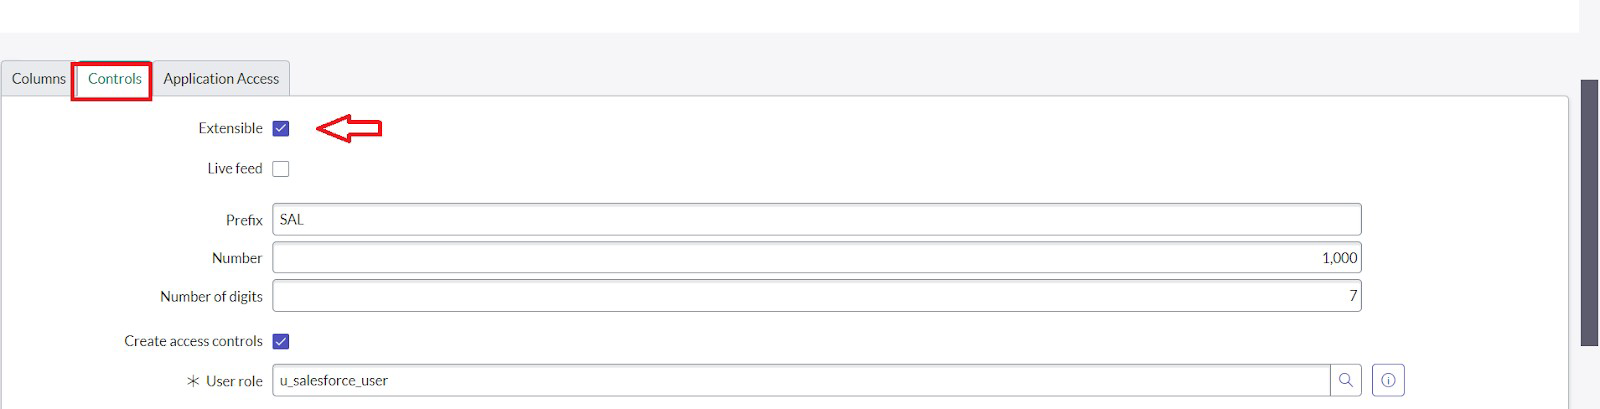 Columns
Controls
Application Access
Extensible
Live feed
Prefix SAL
Number 1,000
Number of digits 7
Create access controls
User role u_salesforce_user